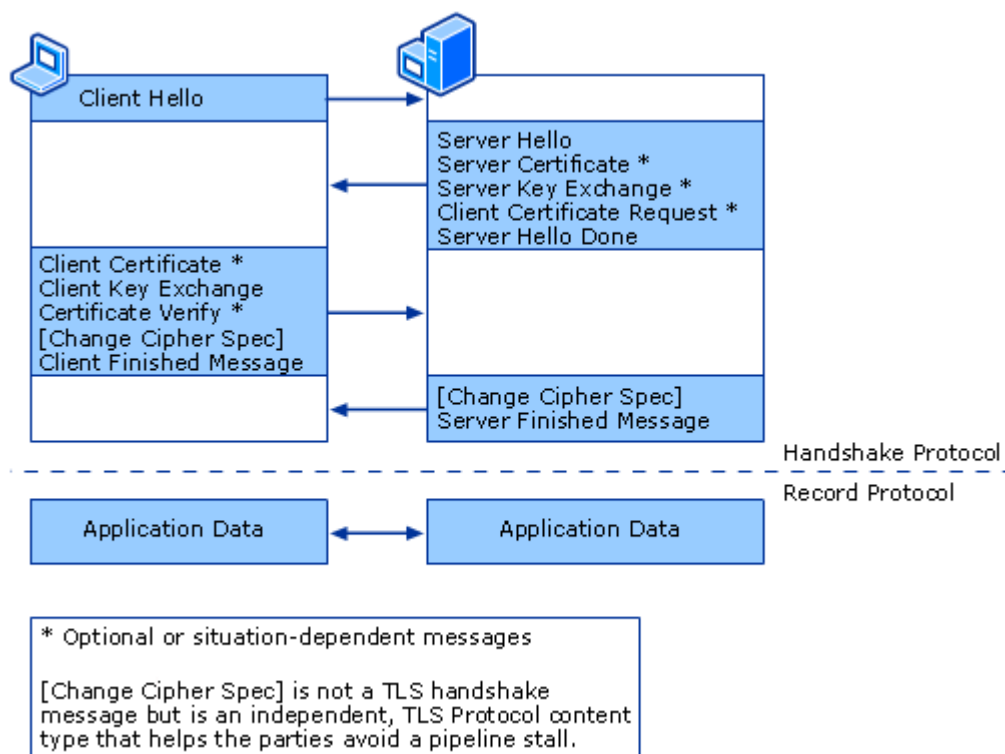 Client Hello
Server Hello
Server Certificate *
Server Key Exchange *
Client Certificate Request *
Server Hello Done
Client Certificate *
Client Key Exchange
Certificate Verify *
[Change Cipher Spec]
Client Finished Message
[Change Cipher Spec]
Server Finished Message
Handshake Protocol
Record Protocol
Application Data
Application Data
* Optional or situation-dependent messages
[Change Cipher Spec] is not a TLS handshake
message but is an independent, TLS Protocol content
type that helps the parties avoid a pipeline stall.